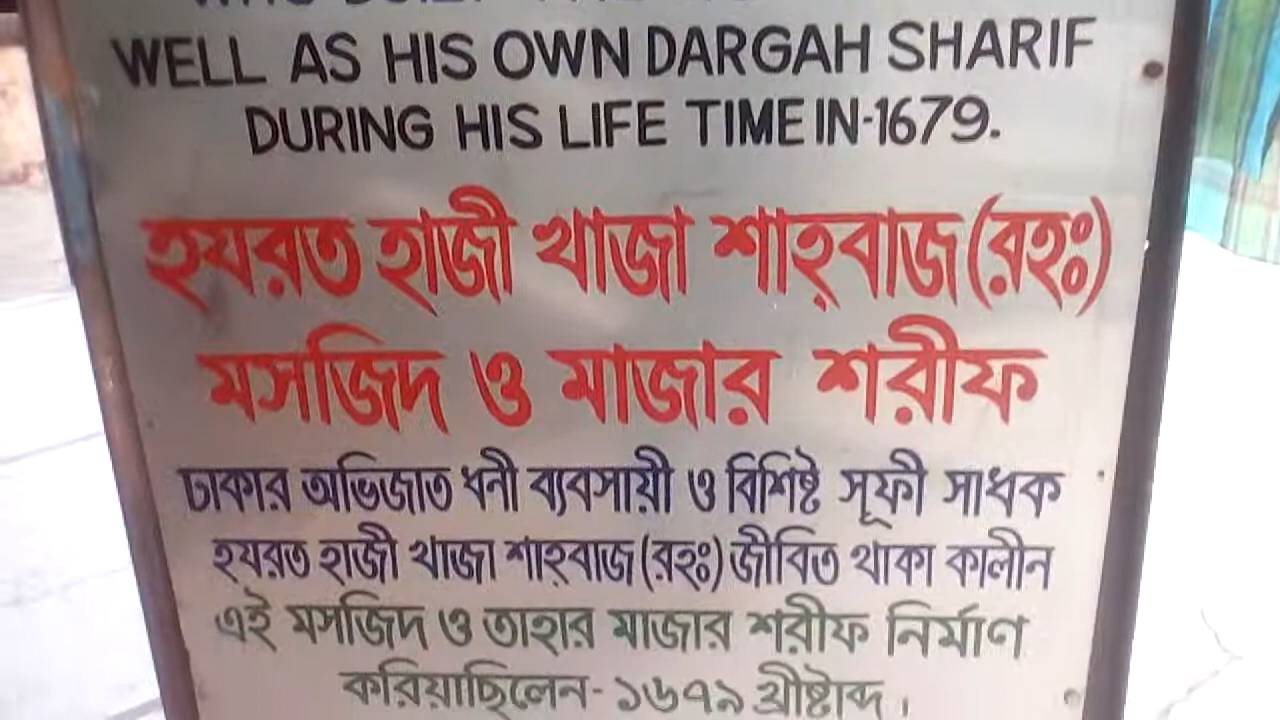 WELL AS HIS OWN DARGAH SHARIF
DURING HIS LIFE TIME IN-1679.
হযরত হাজী খাজা শাহ্‌বাজ (রহঃ)
মসজিদ ও মাজার শরীফ
ঢাকার অভিজাত ধনী ব্যবসায়ী ও বিশিষ্ট সূফী সাধক
হযরত হাজী খাজা শাহ্‌বাজ (রহঃ) জীবিত থাকা কালীন
এই মসজিদ ও তাহার মাজার শরীফ নির্মাণ
করিয়াছিলেন- ১৬৭৯ খ্রীষ্টাব্দ।